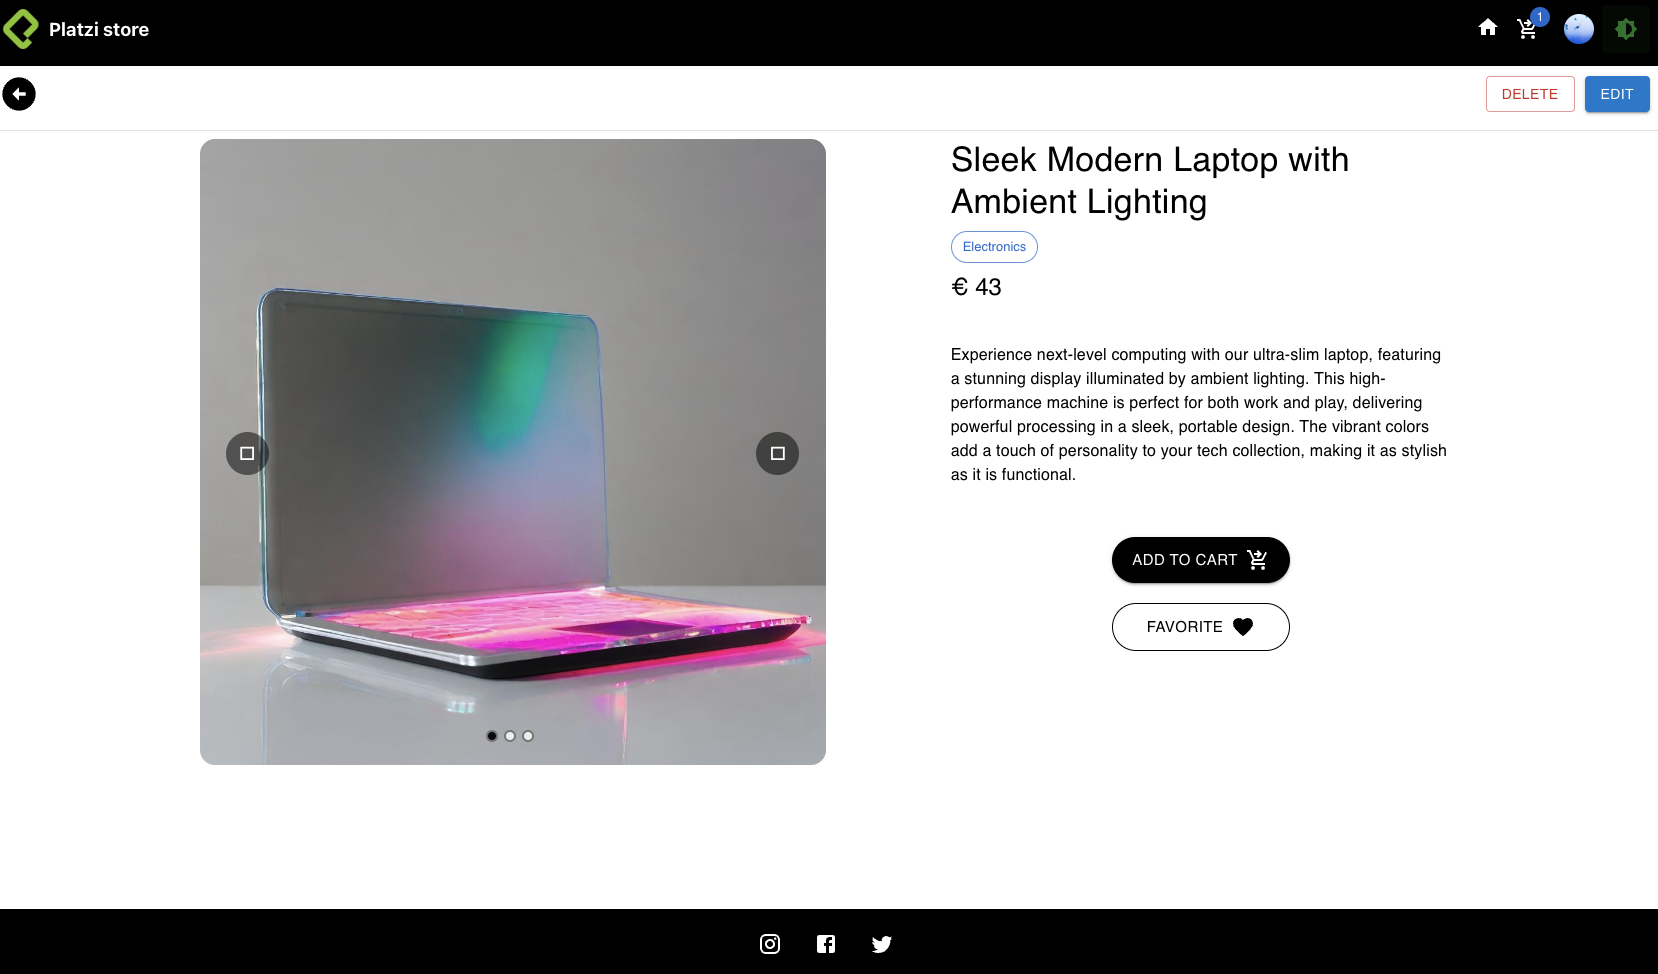 Platzi store
1
DELETE
EDIT
Sleek Modern Laptop with
Ambient Lighting
Electronics
€ 43
Experience next-level computing with our ultra-slim laptop, featuring
a stunning display illuminated by ambient lighting. This high-
performance machine is perfect for both work and play, delivering
powerful processing in a sleek, portable design. The vibrant colors
add a touch of personality to your tech collection, making it as stylish
as it is functional.
ADD TO CART
FAVORITE